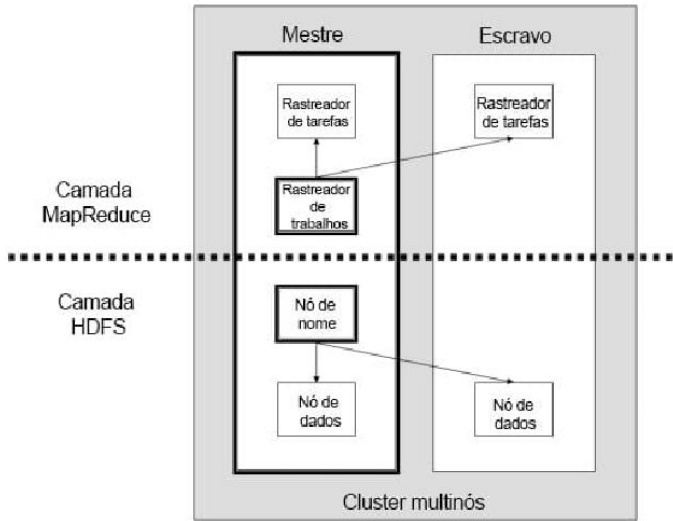 Mestre
Escravo
Rastreador
de tarefas
Rastreador
de tarefas
Camada
MapReduce
Rastreador
de
trabalhos
Camada
HDFS
Nó de
nome
Nó de
dados
Nó de
dados
Cluster multinós